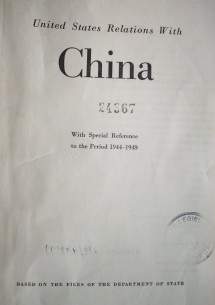 United States Relations With
China
24367
With Special Reference
to the Period 1944-1949
BASED ON THE FILES OF THE DEPARTMENT OF STATE